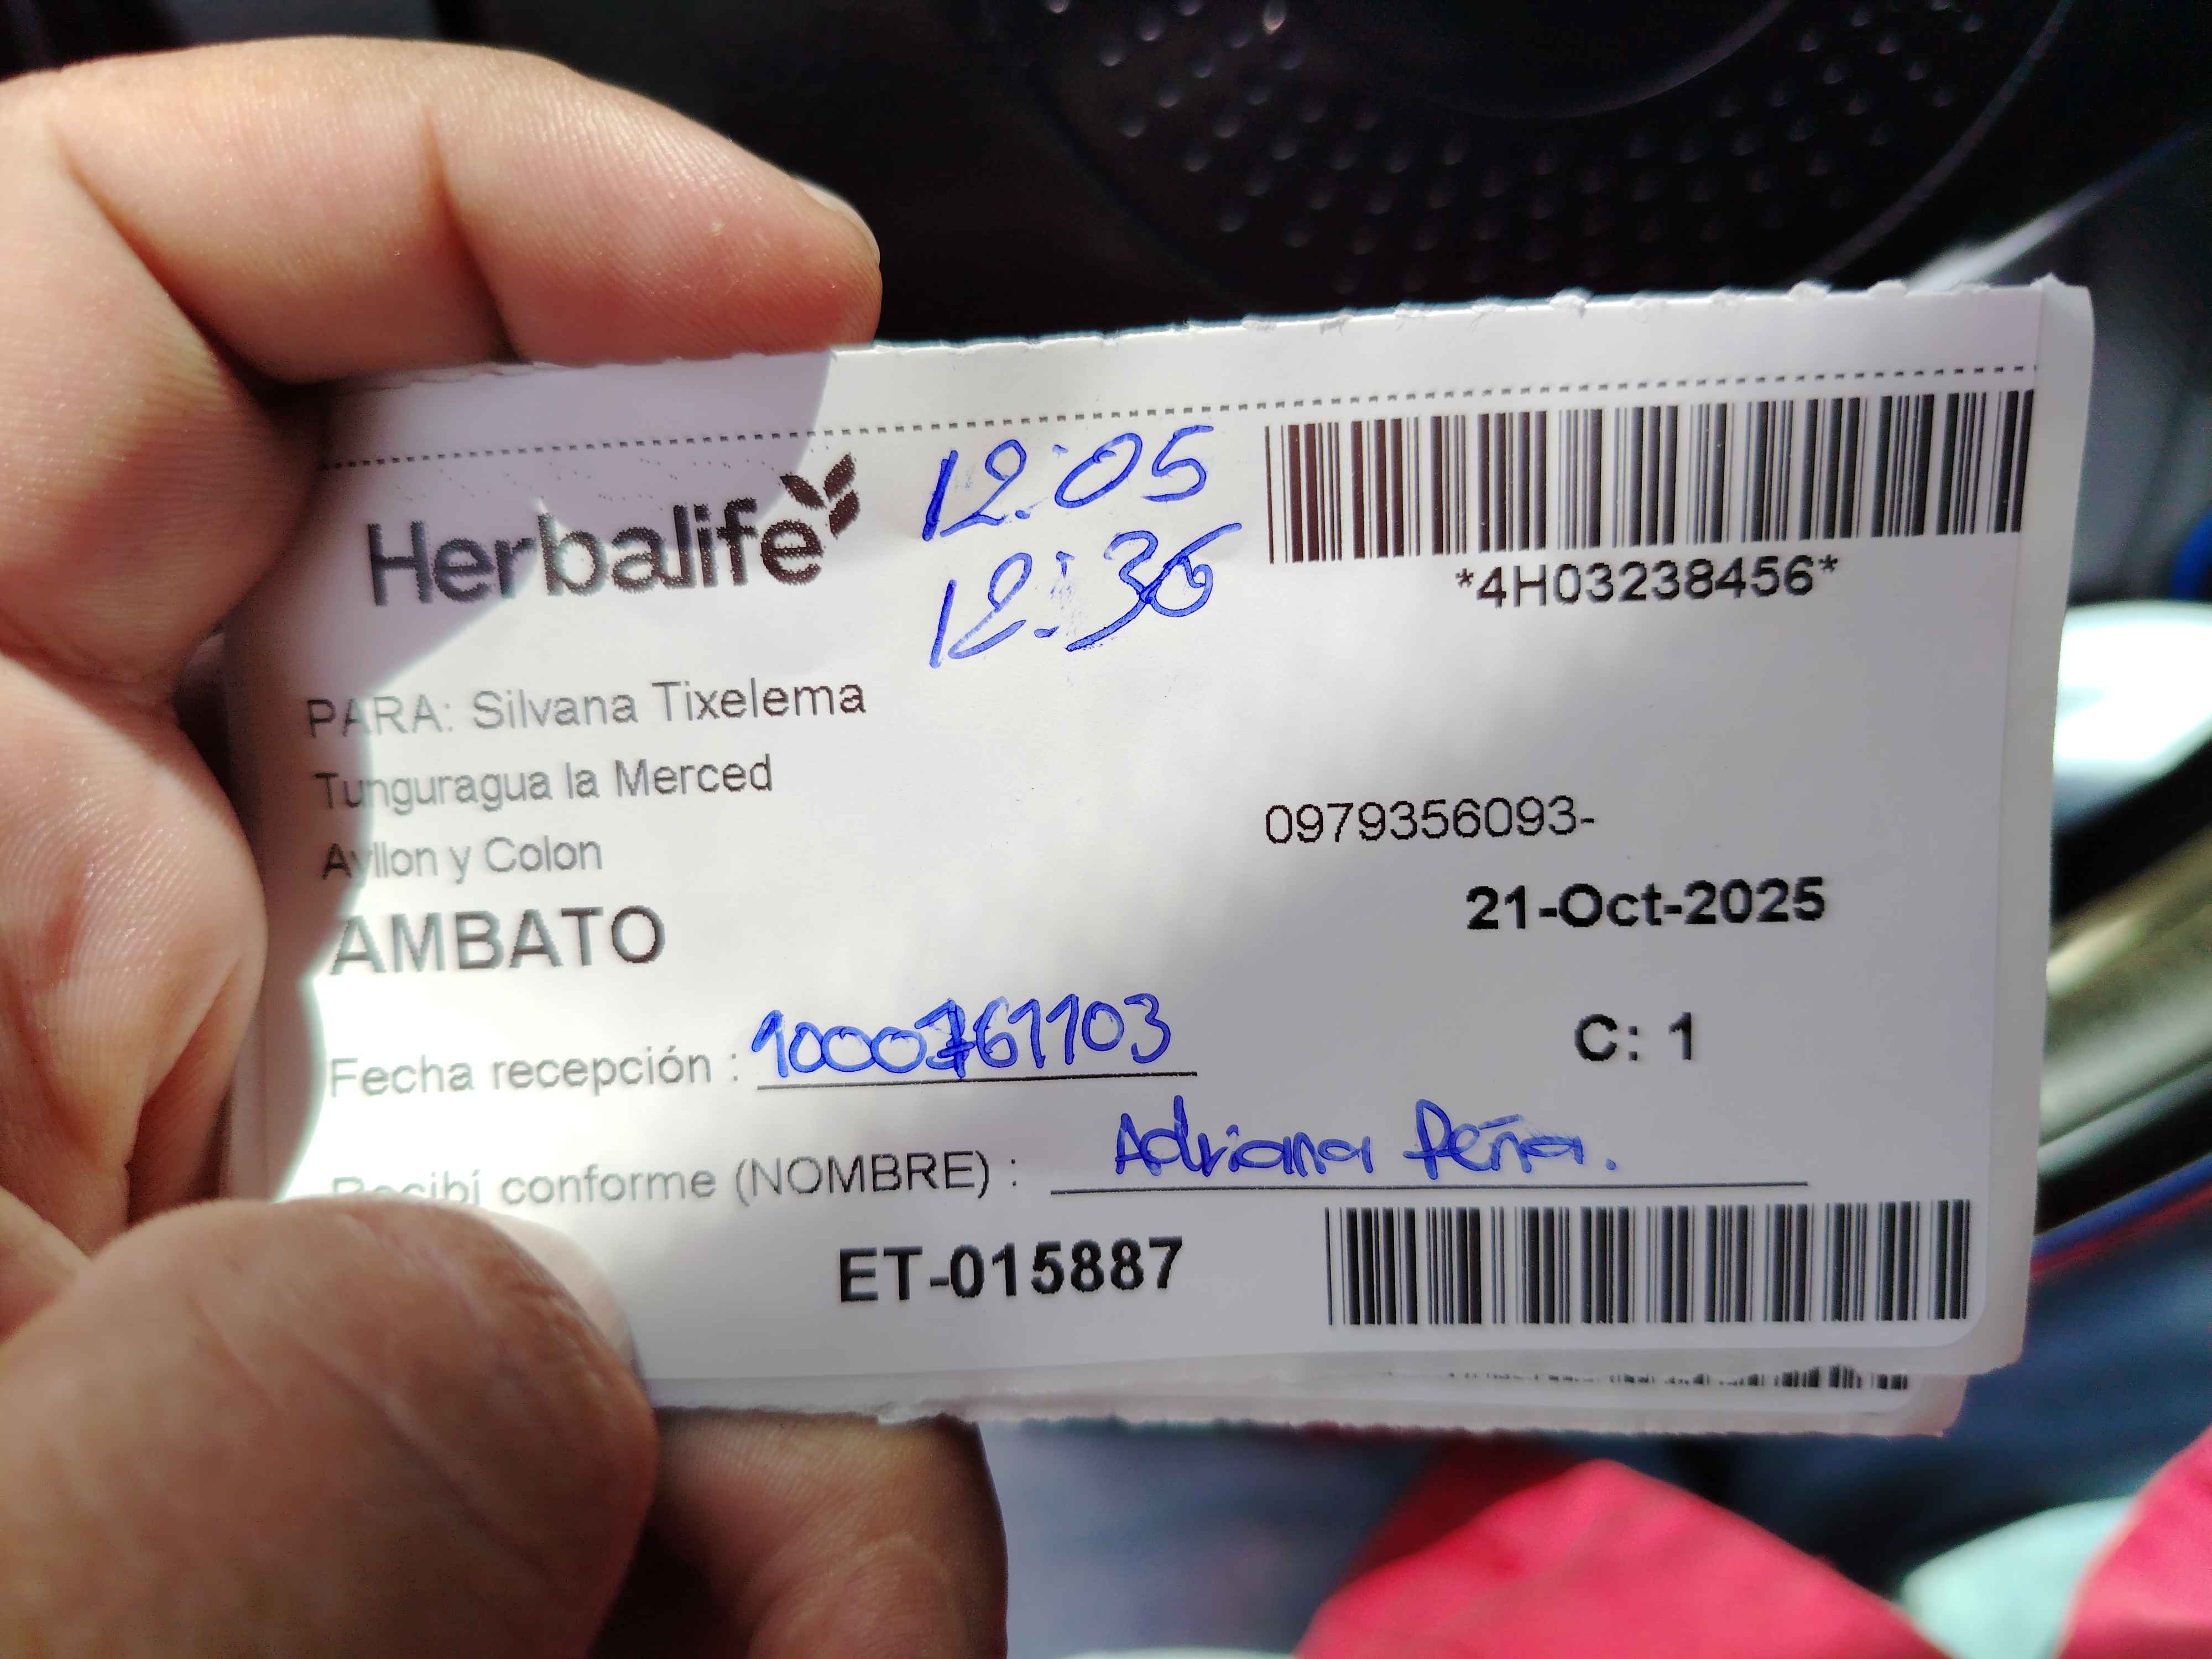 Herbalife
12:05
12:36
*4H03238456*
PARA: Silvana Tixelema
Tunguragua la Merced
Ayllon y Colon
0979356093-
AMBATO
21-Oct-2025
Fecha recepción : 1000761103
C: 1
Recibí conforme (NOMBRE) : Adriana Peña.
ET-015887